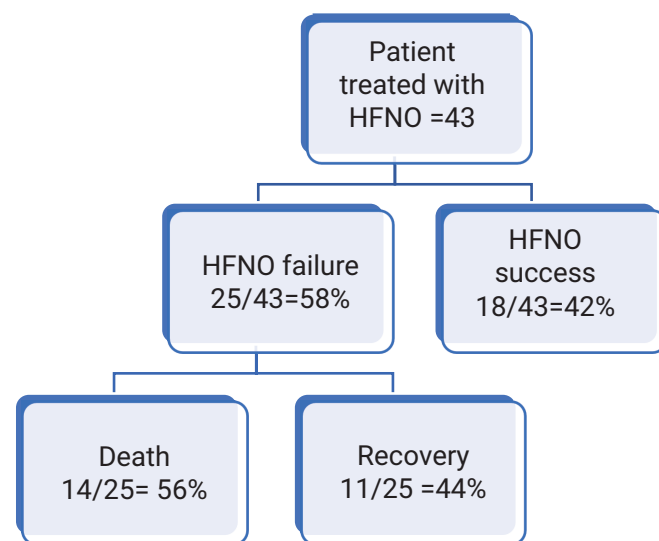 Patient
treated with
HFNO =43
HFNO failure
25/43=58%
HFNO
success
18/43=42%
Death
14/25= 56%
Recovery
11/25 =44%